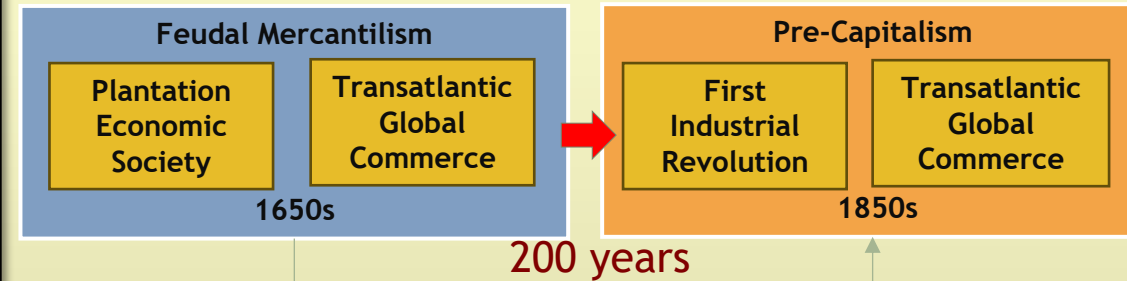 Feudal Mercantilism
Plantation
Economic
Society
Transatlantic
Global
Commerce
1650s
Pre-Capitalism
First
Industrial
Revolution
Transatlantic
Global
Commerce
1850s
200 years